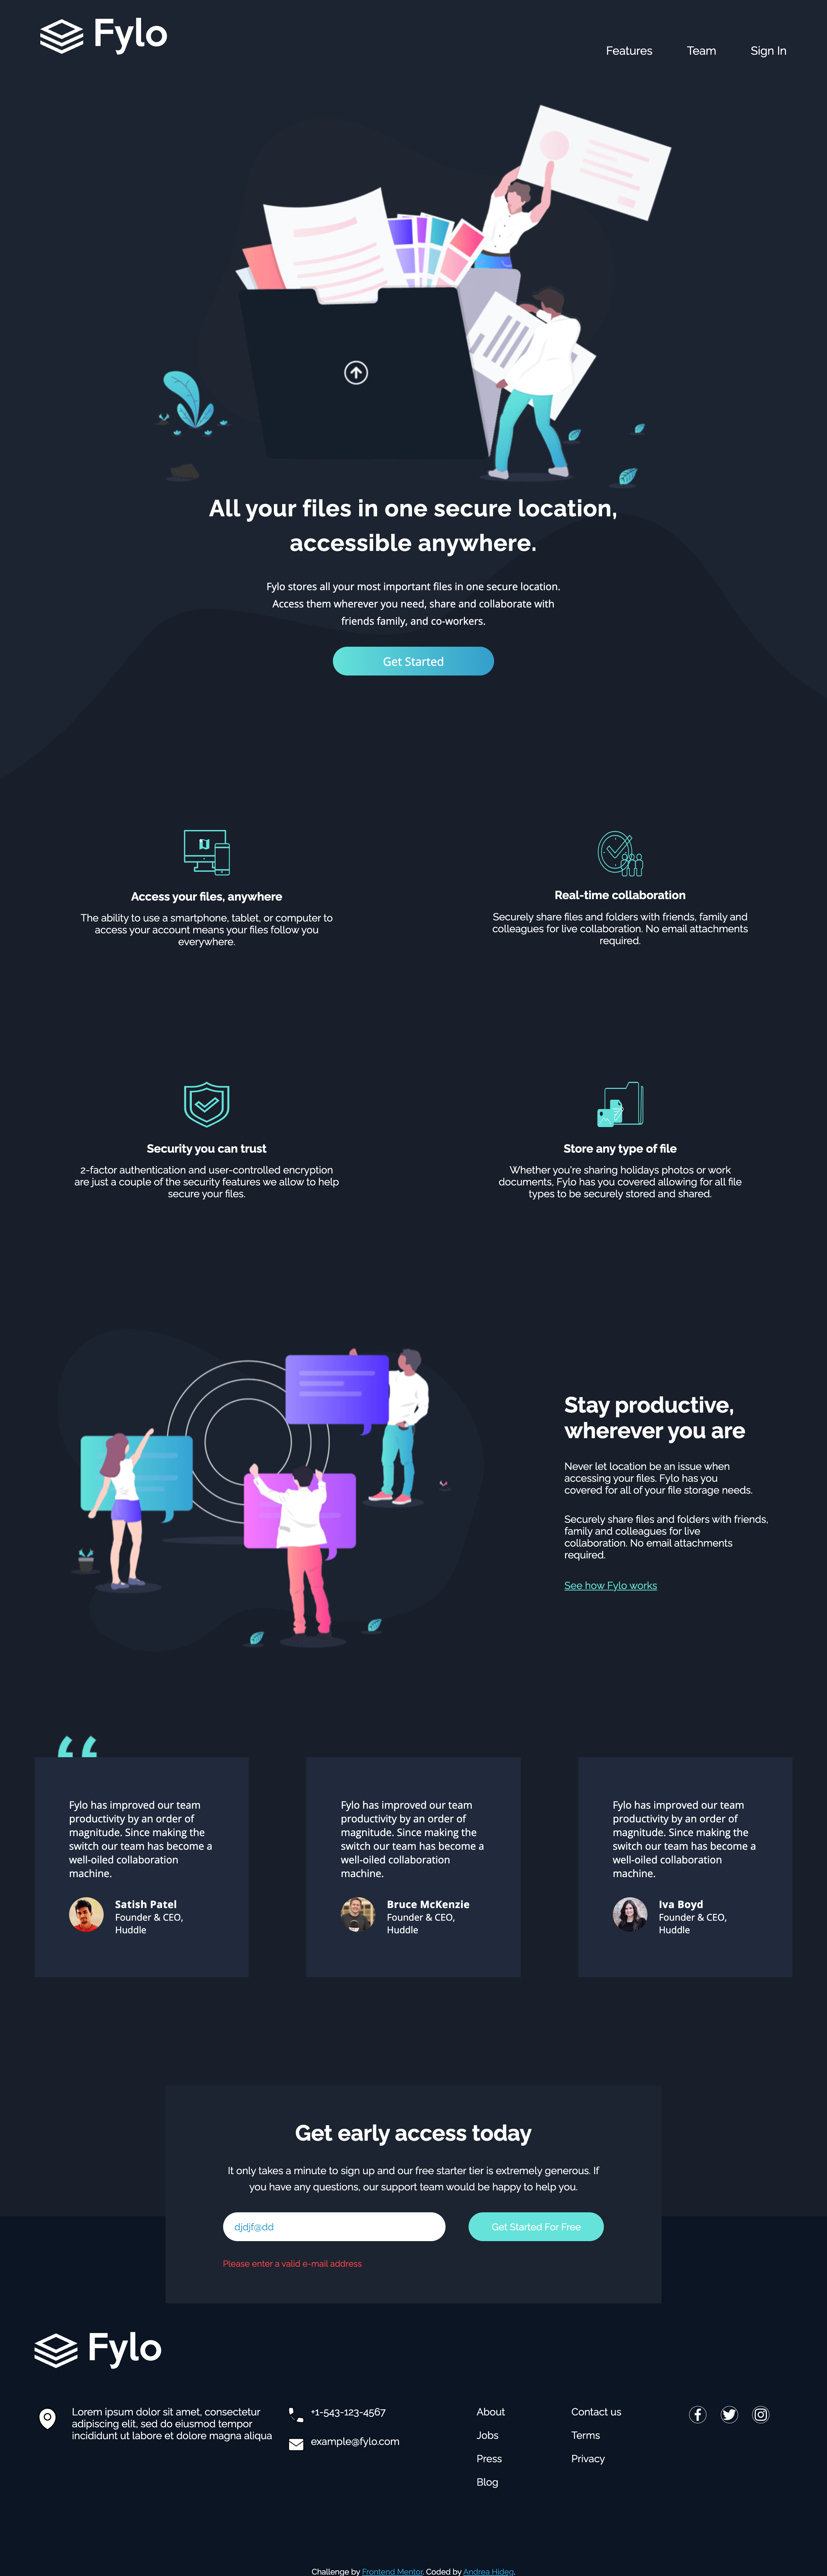 Fylo
Features Team Sign In
All your files in one secure location,
accessible anywhere.
Fylo stores all your most important files in one secure location.
Access them wherever you need, share and collaborate with
friends family, and co-workers.
Get Started
Access your files, anywhere
The ability to use a smartphone, tablet, or computer to
access your account means your files follow you
everywhere.
Real-time collaboration
Securely share files and folders with friends, family and
colleagues for live collaboration. No email attachments
required.
Security you can trust
2-factor authentication and user-controlled encryption
are just a couple of the security features we allow to help
secure your files.
Store any type of file
Whether you're sharing holidays photos or work
documents, Fylo has you covered allowing for all file
types to be securely stored and shared.
Stay productive,
wherever you are
Never let location be an issue when
accessing your files. Fylo has you
covered for all of your file storage needs.
Securely share files and folders with friends,
family and colleagues for live
collaboration. No email attachments
required.
See how Fylo works
Fylo has improved our team
productivity by an order of
magnitude. Since making the
switch our team has become a
well-oiled collaboration
machine.
Satish Patel
Founder & CEO,
Huddle
Fylo has improved our team
productivity by an order of
magnitude. Since making the
switch our team has become a
well-oiled collaboration
machine.
Bruce McKenzie
Founder & CEO,
Huddle
Fylo has improved our team
productivity by an order of
magnitude. Since making the
switch our team has become a
well-oiled collaboration
machine.
Iva Boyd
Founder & CEO,
Huddle
Get early access today
It only takes a minute to sign up and our free starter tier is extremely generous. If
you have any questions, our support team would be happy to help you.
djdjf@dd
Get Started For Free
Please enter a valid e-mail address
Fylo
Lorem ipsum dolor sit amet, consectetur
adipiscing elit, sed do eiusmod tempor
incididunt ut labore et dolore magna aliqua
+1-543-123-4567
example@fylo.com
About
Jobs
Press
Blog
Contact us
Terms
Privacy
Challenge by Frontend Mentor. Coded by Andrea Hideg.